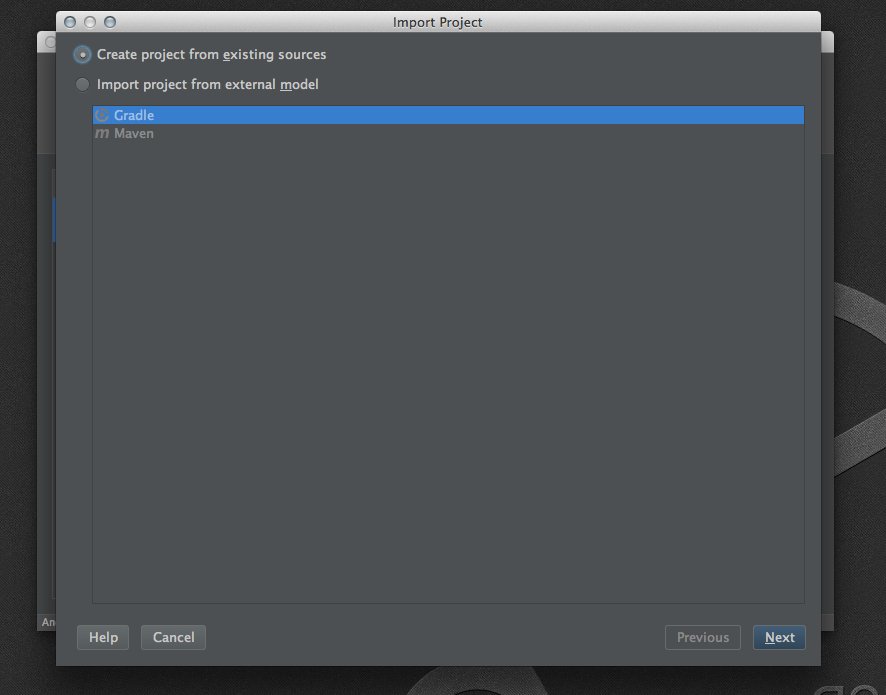 Import Project
Create project from existing sources
Import project from external model
Gradle
Maven
An
Help
Cancel
Previous
Next